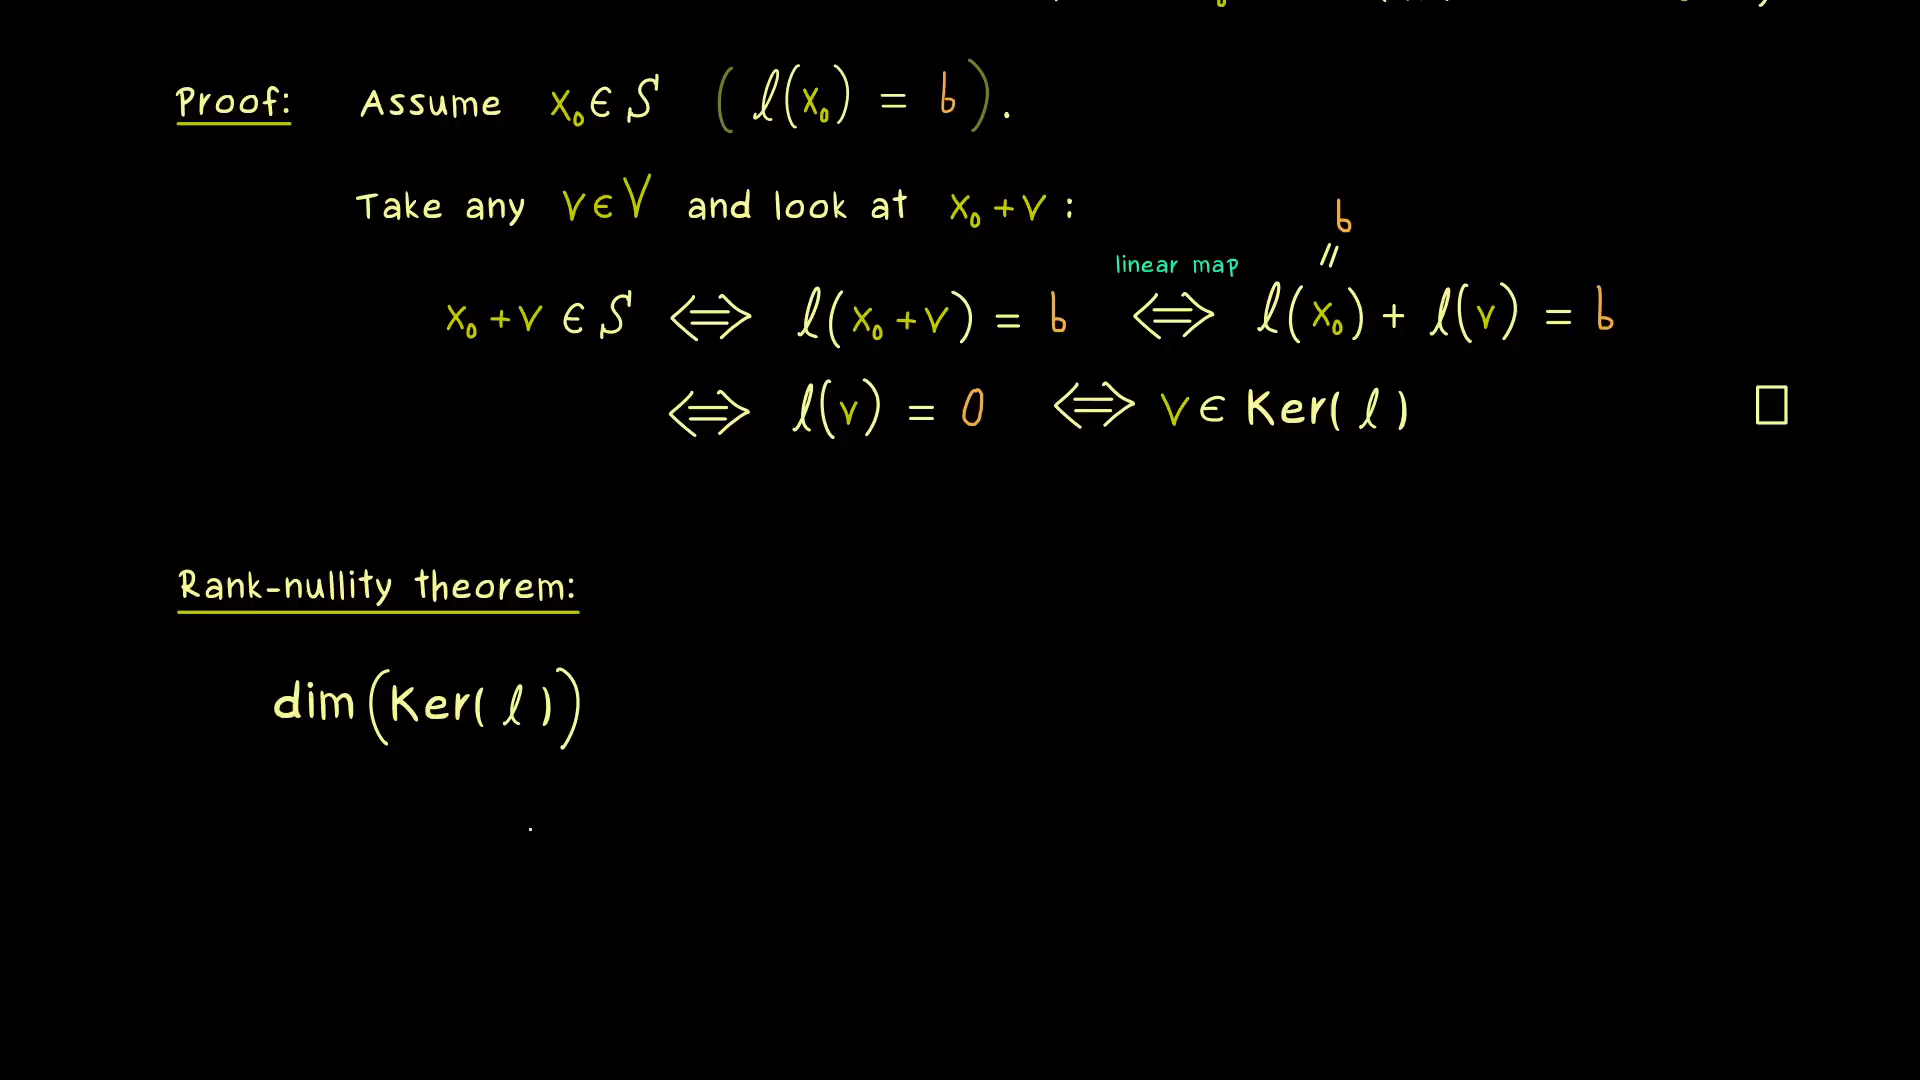 Proof: Assume x₀ ∈ S ( ℓ(x₀) = b ).
Take any v ∈ V and look at x₀ + v :
b
linear map =
x₀ + v ∈ S ⟺ ℓ(x₀ + v) = b ⟺ ℓ(x₀) + ℓ(v) = b
⟺ ℓ(v) = 0 ⟺ v ∈ Ker( ℓ ) □
Rank-nullity theorem:
dim(Ker( ℓ ))